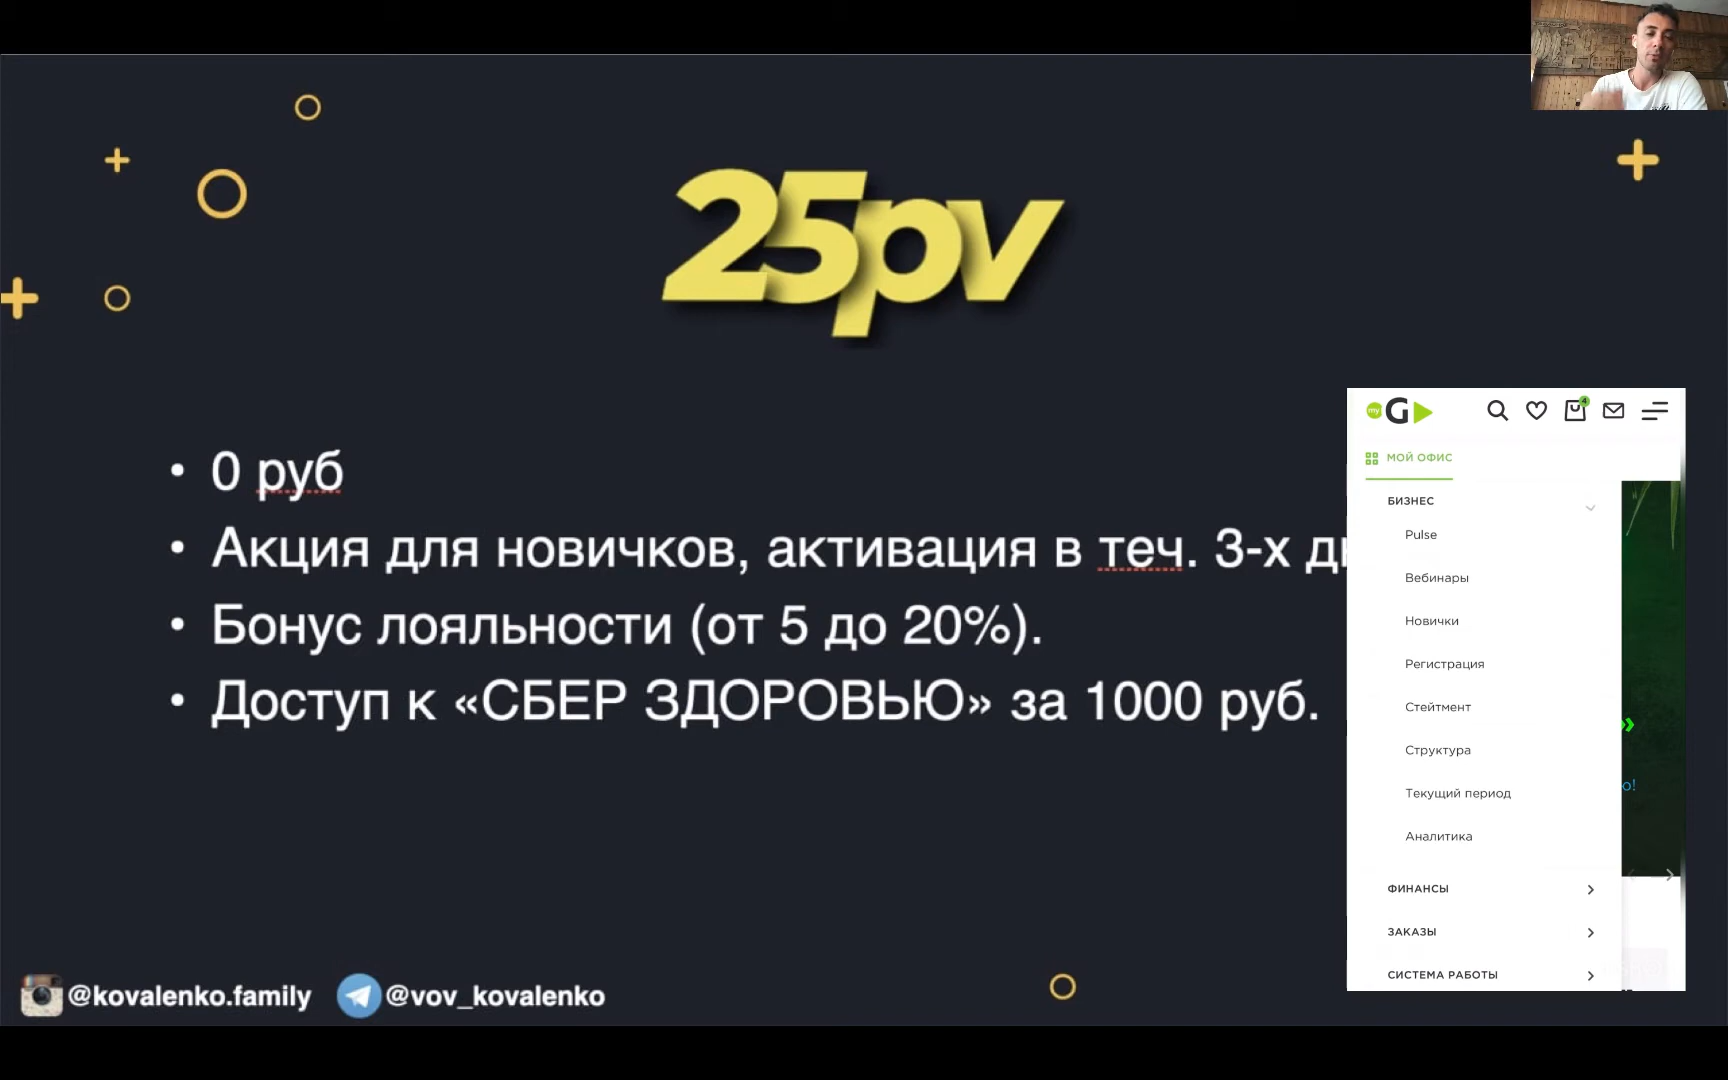 25pv
• 0 руб
• Акция для новичков, активация в теч. 3-х
• Бонус лояльности (от 5 до 20%).
• Доступ к «СБЕР ЗДОРОВЬЮ» за 1000 руб.
@kovalenko.family @vov_kovalenko
my G
4
МОЙ ОФИС
БИЗНЕС
Pulse
Вебинары
Новички
Регистрация
Стейтмент
Структура
Текущий период
Аналитика
ФИНАНСЫ
ЗАКАЗЫ
СИСТЕМА РАБОТЫ
»
ю!